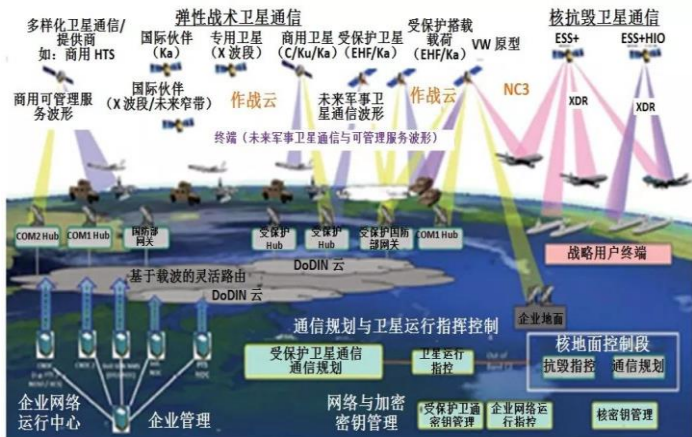 弹性战术卫星通信
核抗毁卫星通信
多样化卫星通信/
提供商
如：商用 HTS
国际伙伴
(Ka)
专用卫星
(X 波段)
商用卫星
(C/Ku/Ka)
受保护卫星
(EHF/Ka)
受保护搭载
载荷
(EHF/Ka)
VW 原型
ESS+
ESS+HIO
商用可管理服
务波形
国际伙伴
(X 波段/未来窄带)
作战云
未来军事卫
星通信波形
作战云
NC3
XDR
XDR
终端（未来军事卫星通信与可管理服务波形）
COM2 Hub
COM1 Hub
国防部
网关
受保护
Hub
受保护
Hub
受保护国防
部网关
COM1 Hub
战略用户终端
DoDIN 云
基于载波的灵活路由
DoDIN 云
企业地面
通信规划与卫星运行指挥控制
受保护卫星通信
通信规划
卫星运行
指控
Out of
核地面控制段
抗毁指控
通信规划
企业网络
运行中心
企业管理
网络与加密
密钥管理
受保护卫通
密钥管理
企业网络运
行指控
核密钥管理